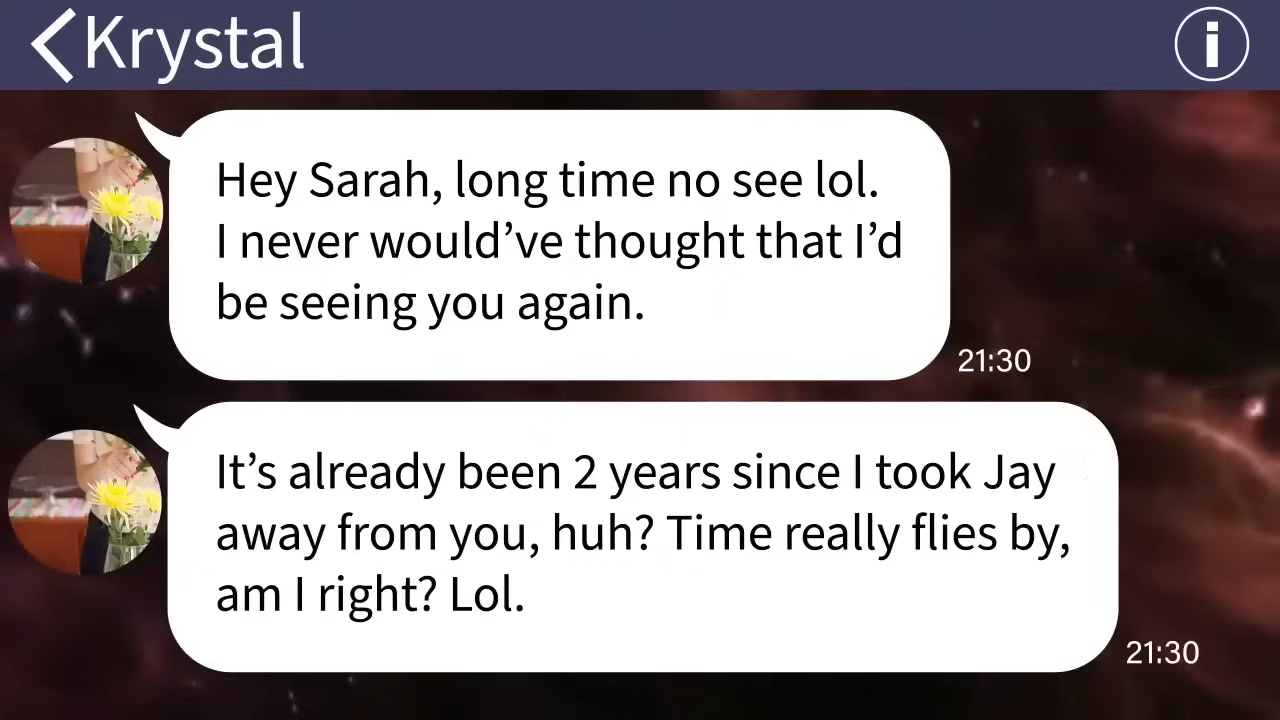 Krystal
Hey Sarah, long time no see lol.
I never would’ve thought that I’d
be seeing you again.
21:30
It’s already been 2 years since I took Jay
away from you, huh? Time really flies by,
am I right? Lol.
21:30